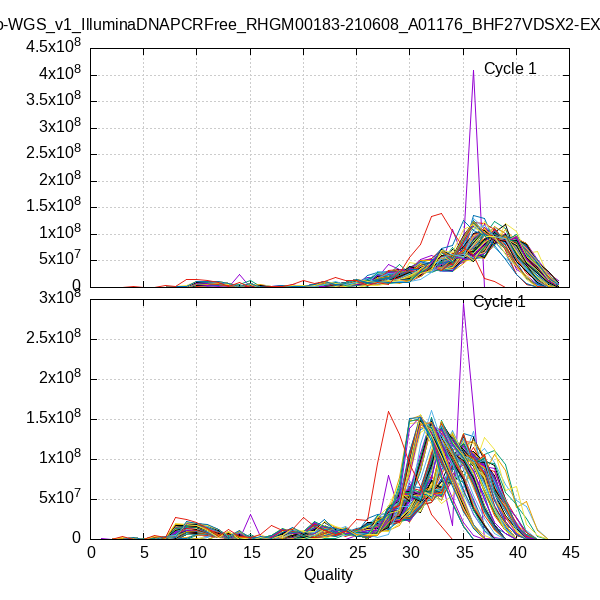 o-WGS_v1_IlluminaDNAPCRFree_RHGM00183-210608_A01176_BHF27VDSX2-EX
4.5x10^8
4x10^8
3.5x10^8
3x10^8
2.5x10^8
2x10^8
1.5x10^8
1x10^8
5x10^7
0
Cycle 1
3x10^8
2.5x10^8
2x10^8
1.5x10^8
1x10^8
5x10^7
0
Cycle 1
0 5 10 15 20 25 30 35 40 45
Quality